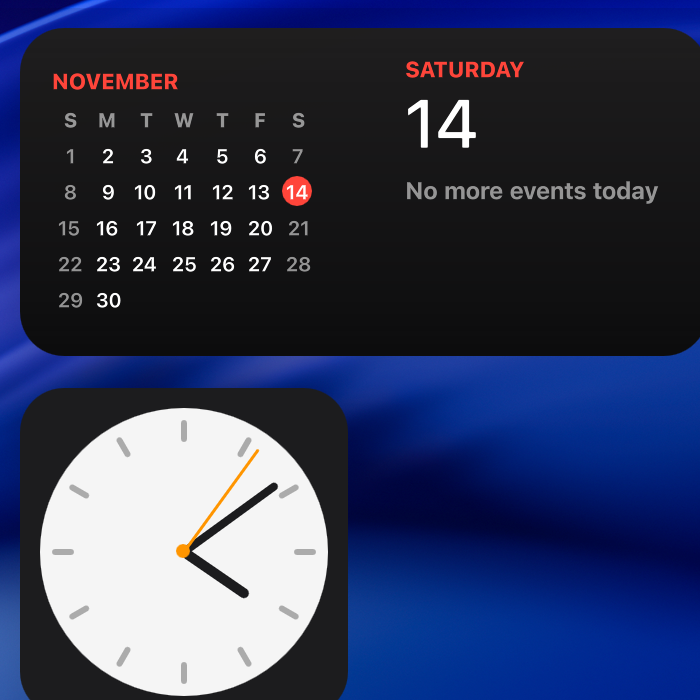 NOVEMBER
S M T W T F S
1 2 3 4 5 6 7
8 9 10 11 12 13 14
15 16 17 18 19 20 21
22 23 24 25 26 27 28
29 30
SATURDAY
14
No more events today